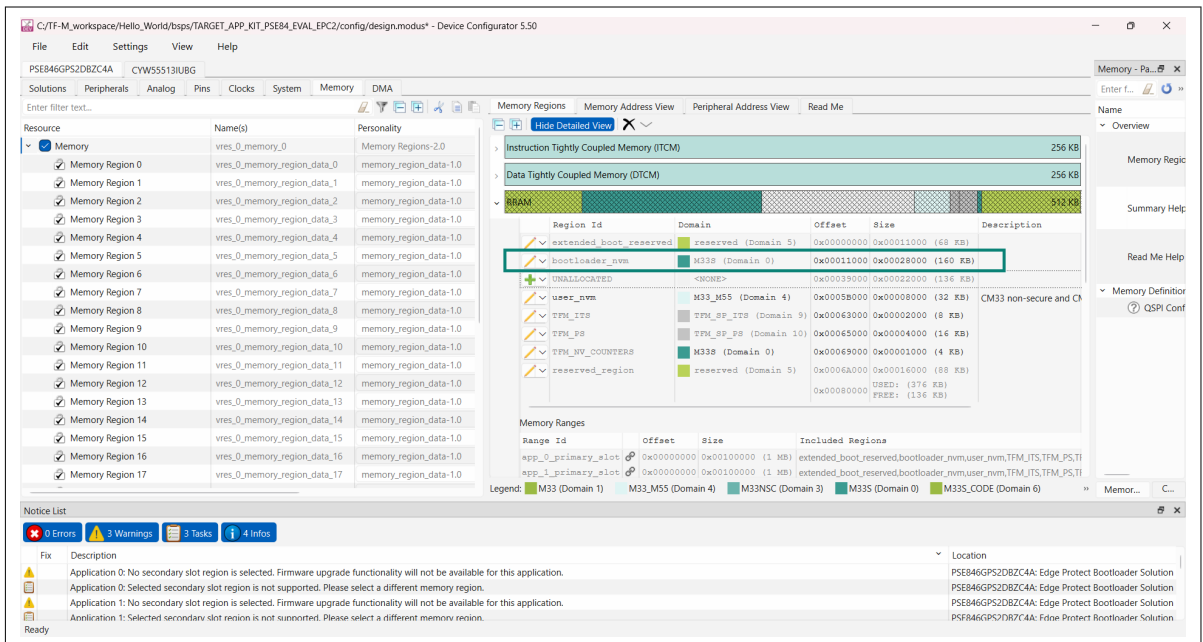 C:/TF-M_workspace/Hello_World/bsps/TARGET_APP_KIT_PSE84_EVAL_EPC2/config/design.modus* - Device Configurator 5.50
File Edit Settings View Help
PSE846GPS2DBZC4A CYW55513IUBG
Solutions Peripherals Analog Pins Clocks System Memory DMA
Enter filter text...
Resource Name(s) Personality
Memory vres_0_memory_0 Memory Regions-2.0
Memory Region 0 vres_0_memory_region_data_0 memory_region_data-1.0
Memory Region 1 vres_0_memory_region_data_1 memory_region_data-1.0
Memory Region 2 vres_0_memory_region_data_2 memory_region_data-1.0
Memory Region 3 vres_0_memory_region_data_3 memory_region_data-1.0
Memory Region 4 vres_0_memory_region_data_4 memory_region_data-1.0
Memory Region 5 vres_0_memory_region_data_5 memory_region_data-1.0
Memory Region 6 vres_0_memory_region_data_6 memory_region_data-1.0
Memory Region 7 vres_0_memory_region_data_7 memory_region_data-1.0
Memory Region 8 vres_0_memory_region_data_8 memory_region_data-1.0
Memory Region 9 vres_0_memory_region_data_9 memory_region_data-1.0
Memory Region 10 vres_0_memory_region_data_10 memory_region_data-1.0
Memory Region 11 vres_0_memory_region_data_11 memory_region_data-1.0
Memory Region 12 vres_0_memory_region_data_12 memory_region_data-1.0
Memory Region 13 vres_0_memory_region_data_13 memory_region_data-1.0
Memory Region 14 vres_0_memory_region_data_14 memory_region_data-1.0
Memory Region 15 vres_0_memory_region_data_15 memory_region_data-1.0
Memory Region 16 vres_0_memory_region_data_16 memory_region_data-1.0
Memory Region 17 vres_0_memory_region_data_17 memory_region_data-1.0
Memory Regions Memory Address View Peripheral Address View Read Me
Hide Detailed View
Instruction Tightly Coupled Memory (ITCM) 256 KB
Data Tightly Coupled Memory (DTCM) 256 KB
RRAM 512 KB
Region Id Domain Offset Size Description
extended_boot_reserved reserved (Domain 5) 0x00000000 0x00011000 (68 KB)
bootloader_nvm M33S (Domain 0) 0x00011000 0x00028000 (160 KB)
UNALLOCATED <NONE> 0x00039000 0x00022000 (136 KB)
user_nvm M33_M55 (Domain 4) 0x0005B000 0x00008000 (32 KB) CM33 non-secure and CM
TFM_ITS TFM_SP_ITS (Domain 9) 0x00063000 0x00002000 (8 KB)
TFM_PS TFM_SP_PS (Domain 10) 0x00065000 0x00004000 (16 KB)
TFM_NV_COUNTERS M33S (Domain 0) 0x00069000 0x00001000 (4 KB)
reserved_region reserved (Domain 5) 0x0006A000 0x00016000 (88 KB)
0x00080000 USED: (376 KB)
FREE: (136 KB)
Memory Ranges
Range Id Offset Size Included Regions
app_0_primary_slot 0x00000000 0x00100000 (1 MB) extended_boot_reserved,bootloader_nvm,user_nvm,TFM_ITS,TFM_PS,TF
app_1_primary_slot 0x00000000 0x00100000 (1 MB) extended_boot_reserved,bootloader_nvm,user_nvm,TFM_ITS,TFM_PS,TF
Legend: M33 (Domain 1) M33_M55 (Domain 4) M33NSC (Domain 3) M33S (Domain 0) M33S_CODE (Domain 6) »
Memory - Pa...
Enter f... »
Name
Overview
Memory Regic
Summary Help
Read Me Help
Memory Definition
QSPI Conf
Memor... C...
Notice List
0 Errors 3 Warnings 3 Tasks 4 Infos
Fix Description Location
Application 0: No secondary slot region is selected. Firmware upgrade functionality will not be available for this application. PSE846GPS2DBZC4A: Edge Protect Bootloader Solution
Application 0: Selected secondary slot region is not supported. Please select a different memory region. PSE846GPS2DBZC4A: Edge Protect Bootloader Solution
Application 1: No secondary slot region is selected. Firmware upgrade functionality will not be available for this application. PSE846GPS2DBZC4A: Edge Protect Bootloader Solution
Application 1: Selected secondary slot region is not supported. Please select a different memory region. PSE846GPS2DBZC4A: Edge Protect Bootloader Solution
Ready